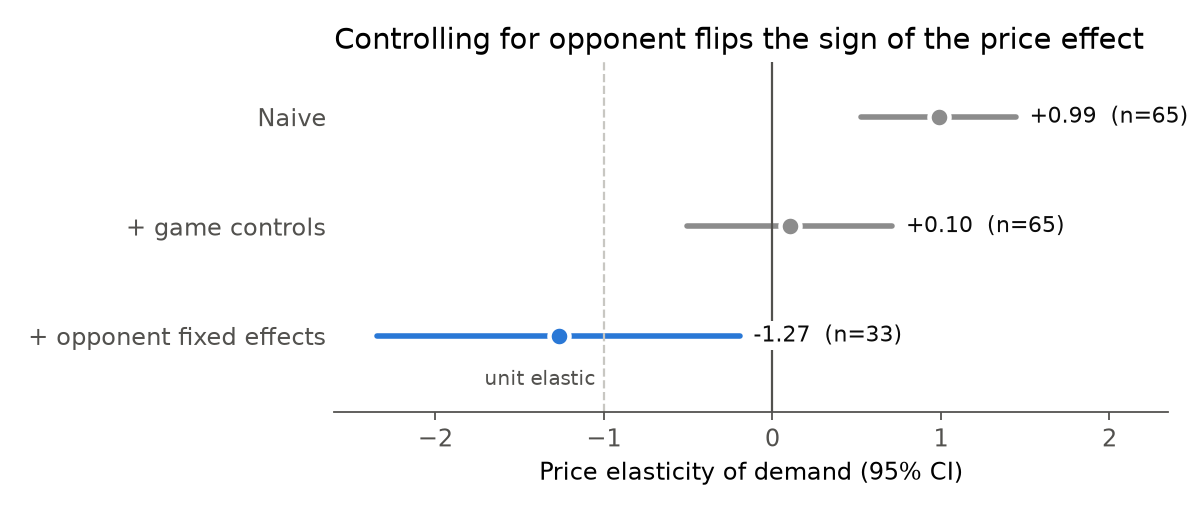 Controlling for opponent flips the sign of the price effect
Naive
+0.99 (n=65)
+ game controls
+0.10 (n=65)
+ opponent fixed effects
-1.27 (n=33)
unit elastic
−2 −1 0 1 2
Price elasticity of demand (95% CI)